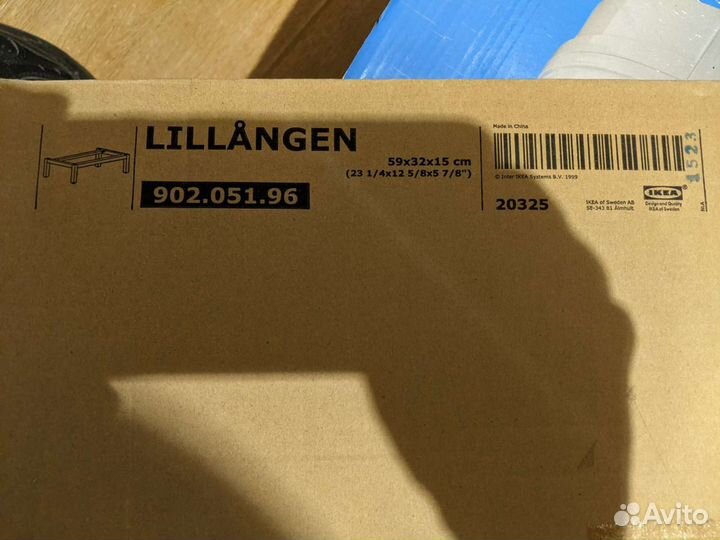 LILLÅNGEN
59x32x15 cm
(23 1/4x12 5/8x5 7/8")
902.051.96
Made in China
© Inter IKEA Systems B.V. 1999
20325
IKEA of Sweden AB
SE-343 81 Älmhult
IKEA
Design and Quality
IKEA of Sweden
1523
NLA
Avito